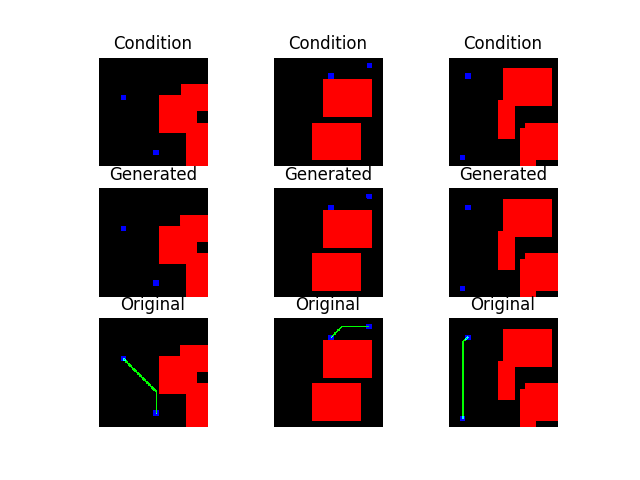 Condition Condition Condition
Generated Generated Generated
Original Original Original